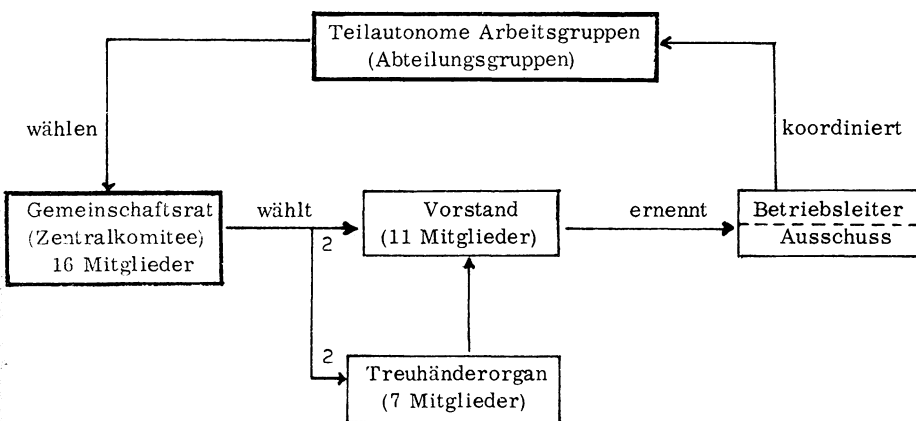 Teilautonome Arbeitsgruppen
(Abteilungsgruppen)
wählen
koordiniert
Gemeinschaftsrat
(Zentralkomitee)
16 Mitglieder
wählt
2
Vorstand
(11 Mitglieder)
ernennt
Betriebsleiter
Ausschuss
2
Treuhänderorgan
(7 Mitglieder)